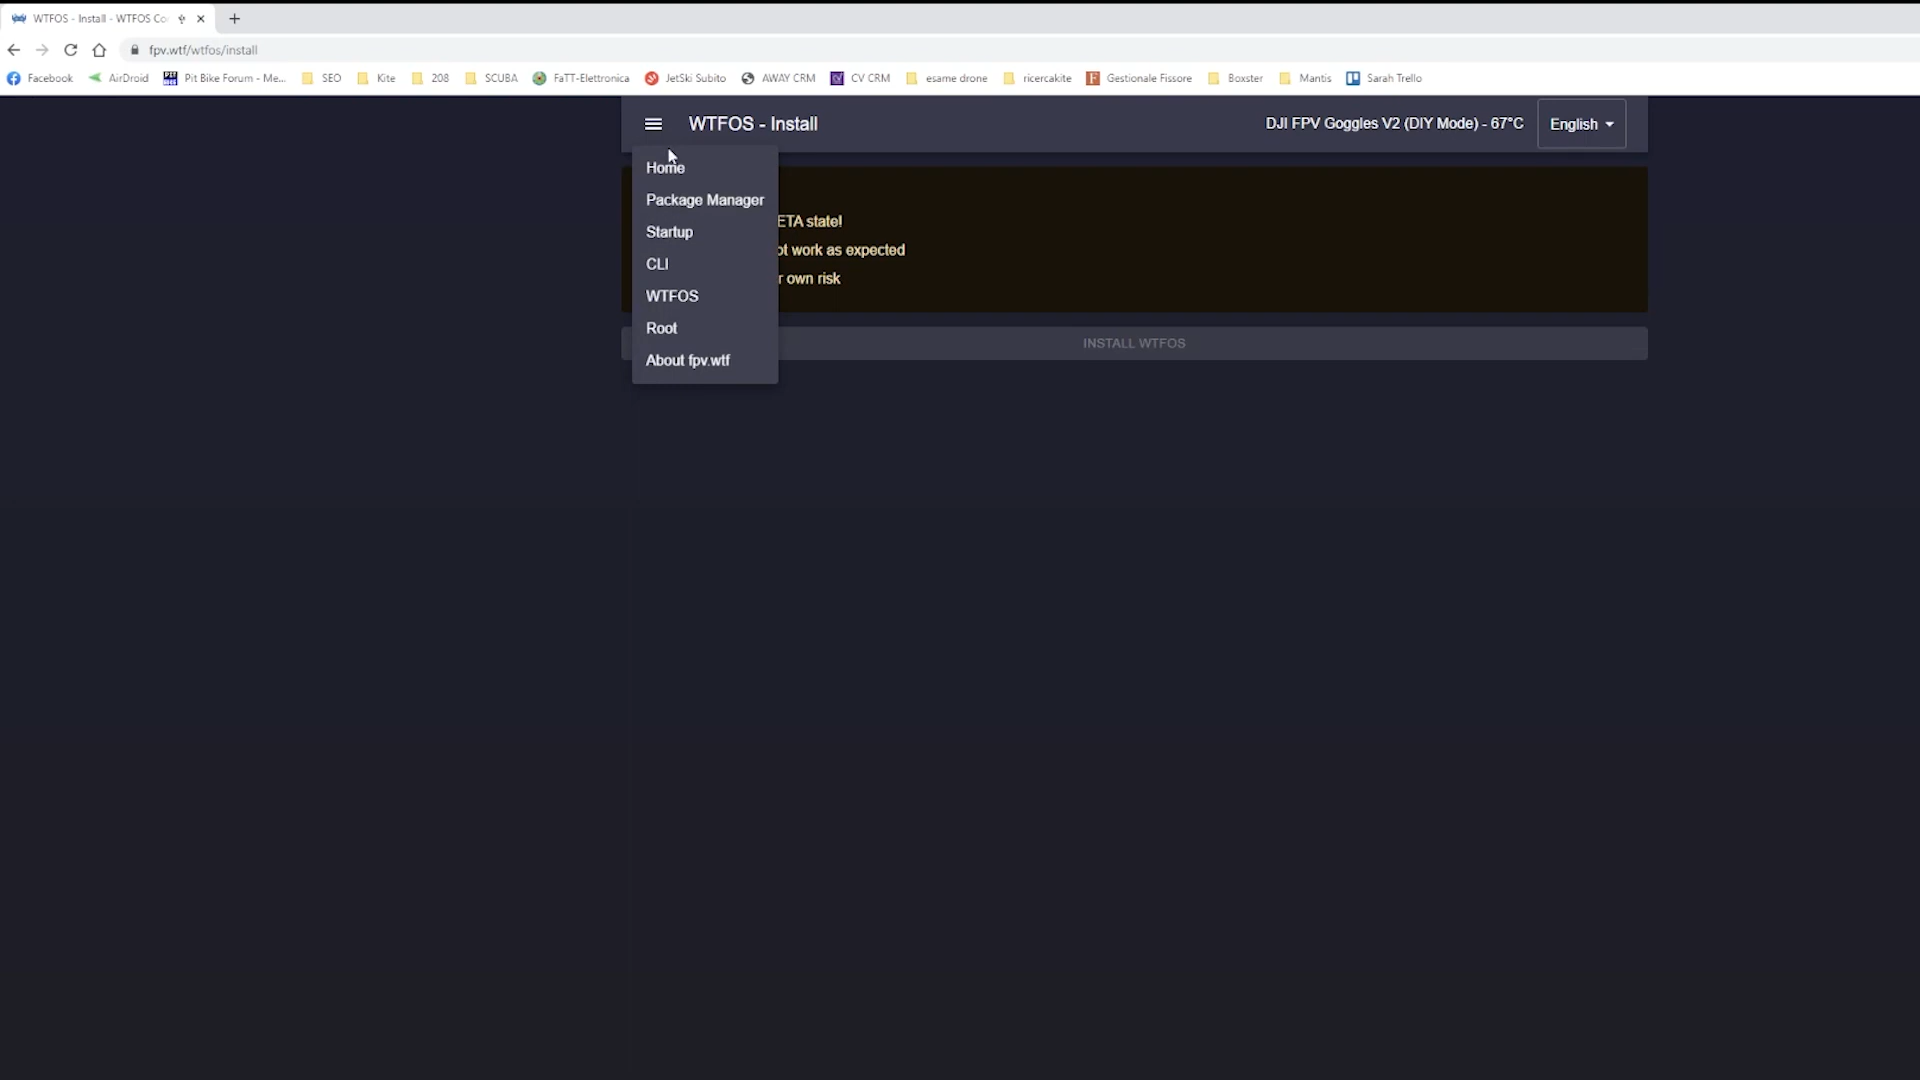 WTFOS - Install - WTFOS Co
fpv.wtf/wtfos/install
Facebook AirDroid Pit Bike Forum - Me... SEO Kite 208 SCUBA FaTT-Elettronica JetSki Subito AWAY CRM CV CRM esame drone ricercakite Gestionale Fissore Boxster Mantis Sarah Trello
WTFOS - Install DJI FPV Goggles V2 (DIY Mode) - 67°C English
Home
Package Manager
ETA state!
Startup
ot work as expected
CLI
r own risk
WTFOS
Root
INSTALL WTFOS
About fpv.wtf